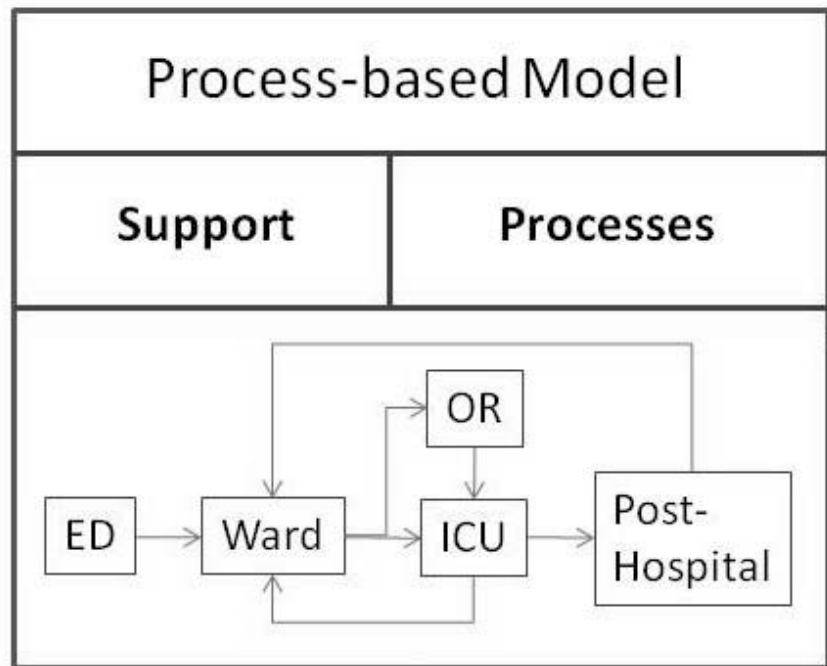 Process-based Model
Support
Processes
OR
ED
Ward
ICU
Post-
Hospital